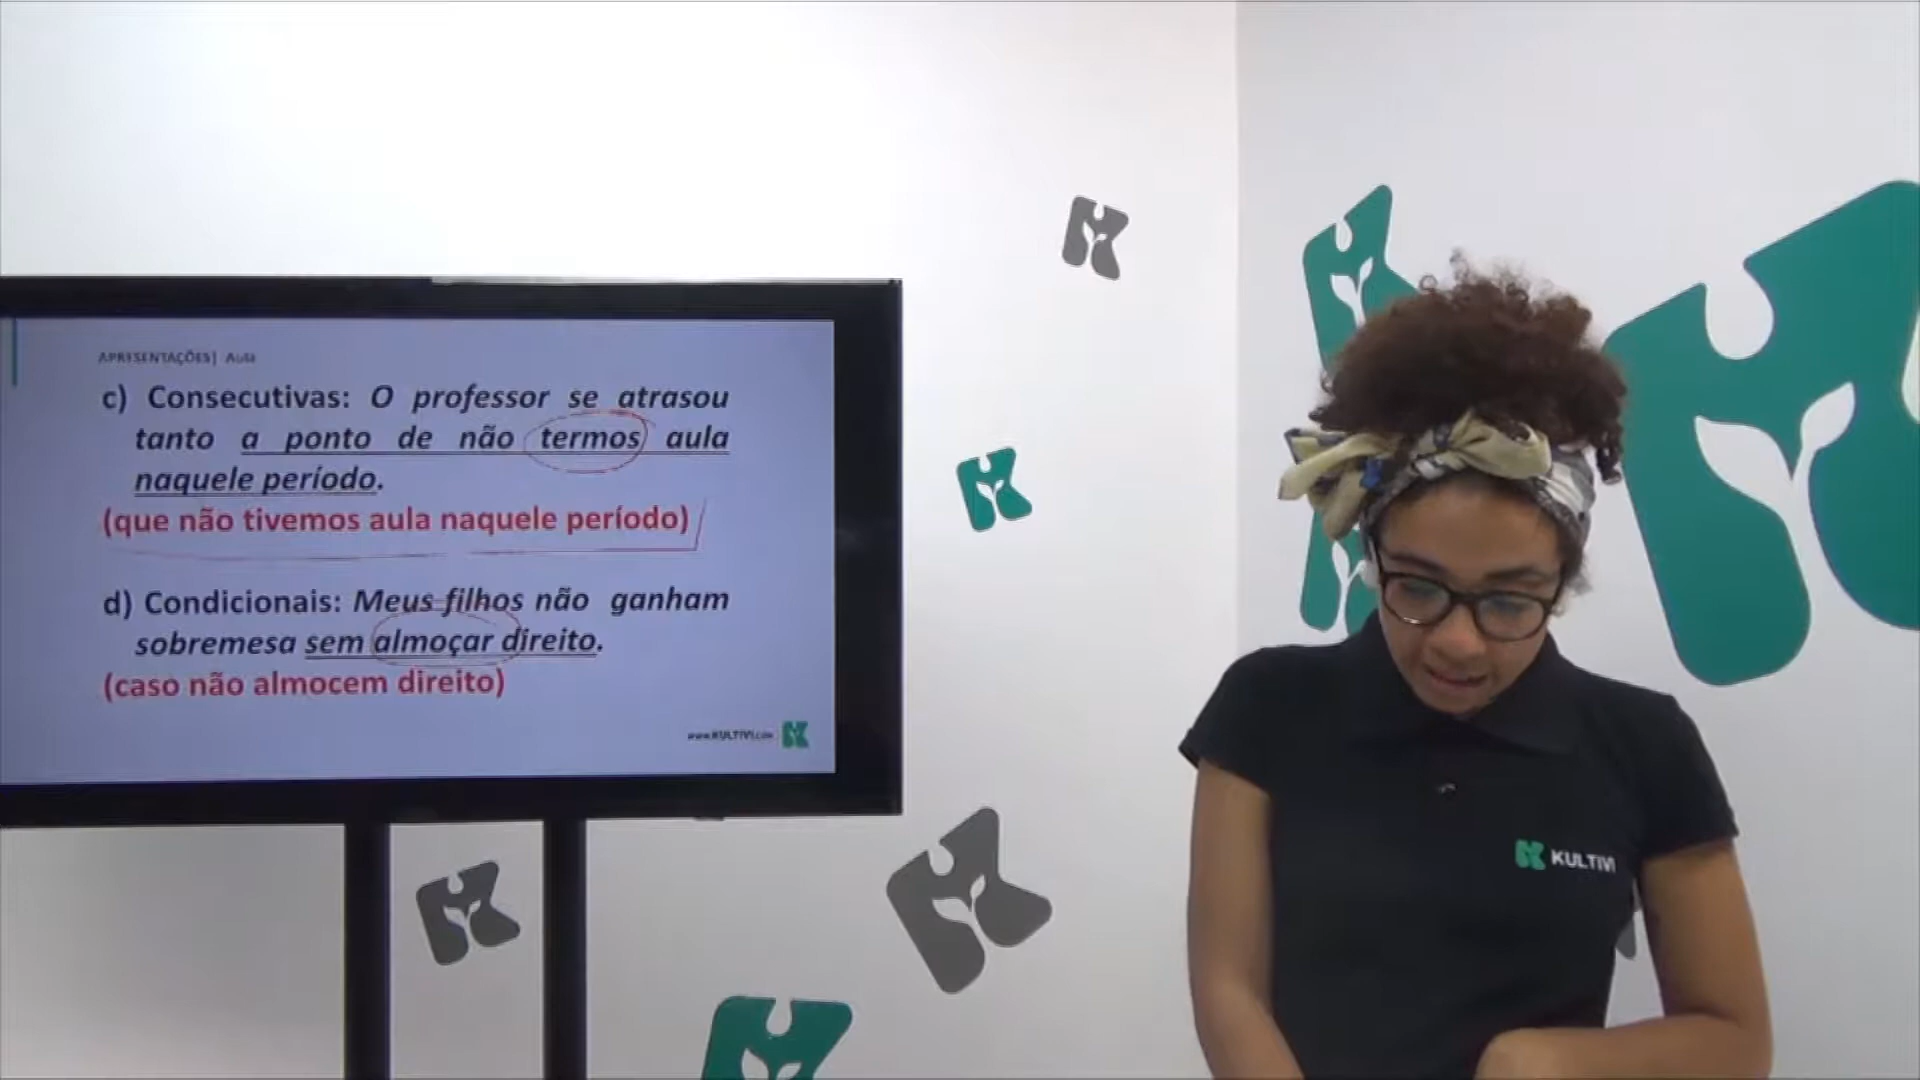 APRESENTAÇÕES| Aula
c) Consecutivas: O professor se atrasou
tanto a ponto de não termos aula
naquele período.
(que não tivemos aula naquele período)
d) Condicionais: Meus filhos não ganham
sobremesa sem almoçar direito.
(caso não almocem direito)
www.KULTIVI.com
KULTIVI